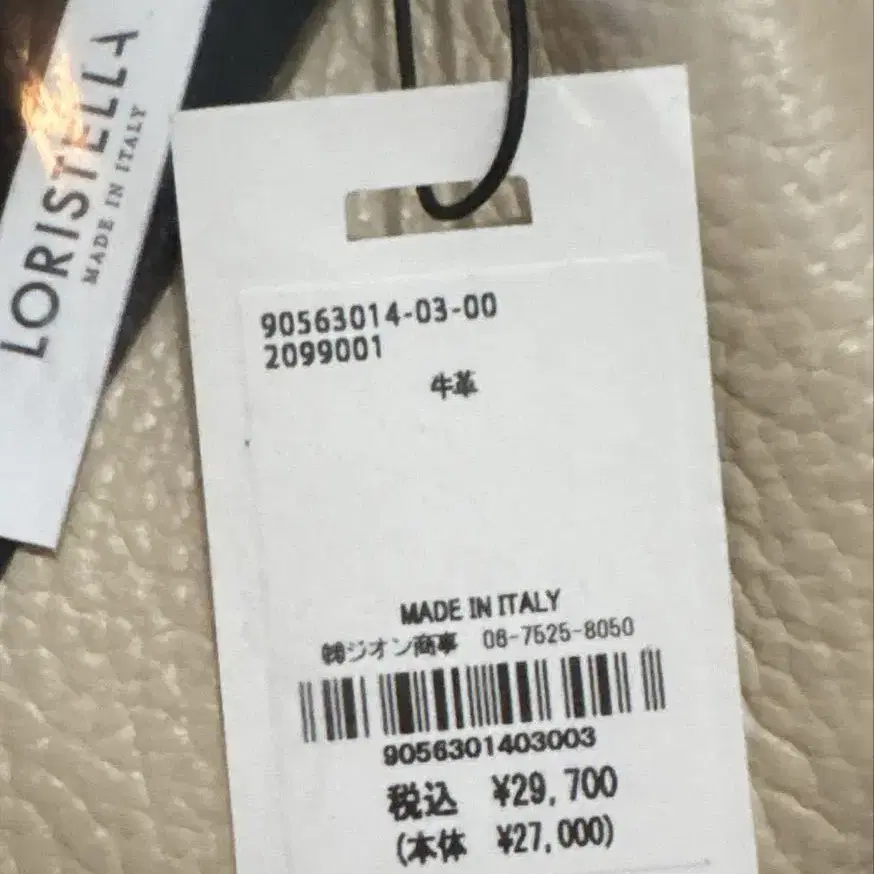 LORISTELLA
MADE IN ITALY
90563014-03-00
2099001
牛革
MADE IN ITALY
㈱ジオン商事 06-7525-8050
9056301403003
税込 ¥29,700
(本体 ¥27,000)